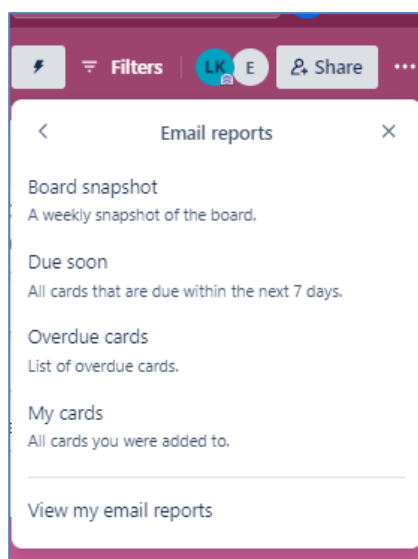 Filters LK E Share
Email reports
Board snapshot
A weekly snapshot of the board.
Due soon
All cards that are due within the next 7 days.
Overdue cards
List of overdue cards.
My cards
All cards you were added to.
View my email reports